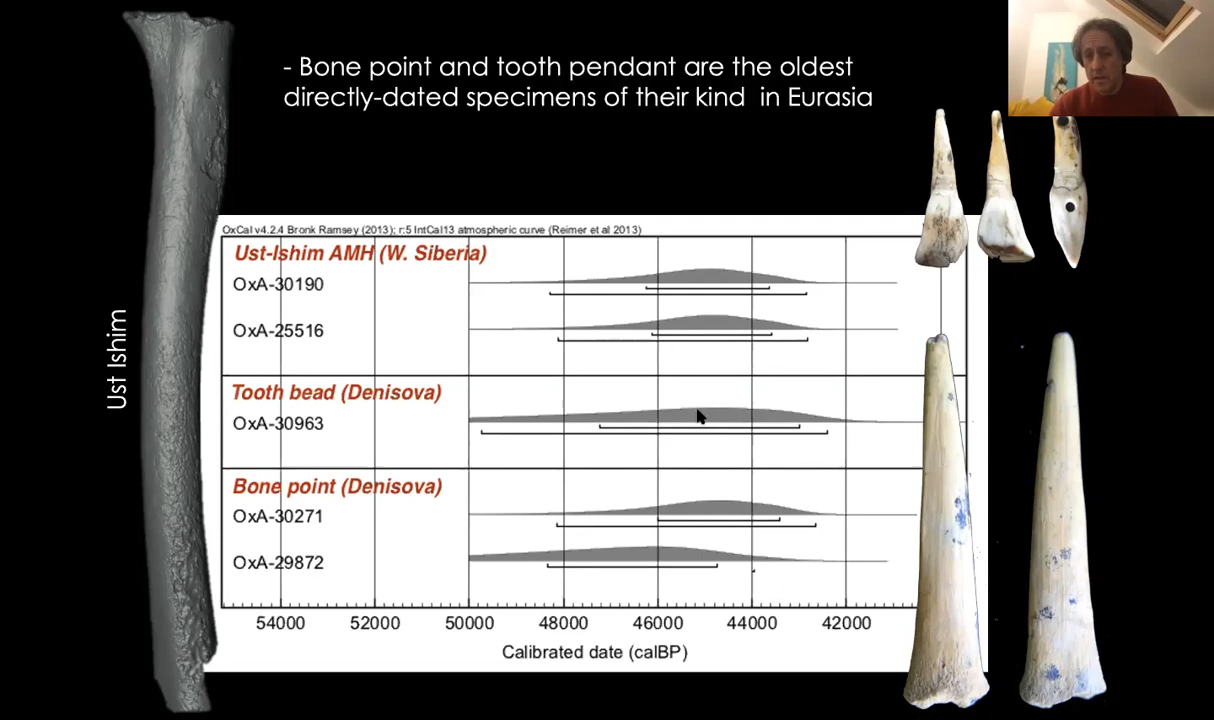 - Bone point and tooth pendant are the oldest
directly-dated specimens of their kind in Eurasia
Ust Ishim
OxCal v4.2.4 Bronk Ramsey (2013); r:5 IntCal13 atmospheric curve (Reimer et al 2013)
Ust-Ishim AMH (W. Siberia)
OxA-30190
OxA-25516
Tooth bead (Denisova)
OxA-30963
Bone point (Denisova)
OxA-30271
OxA-29872
54000 52000 50000 48000 46000 44000 42000
Calibrated date (calBP)